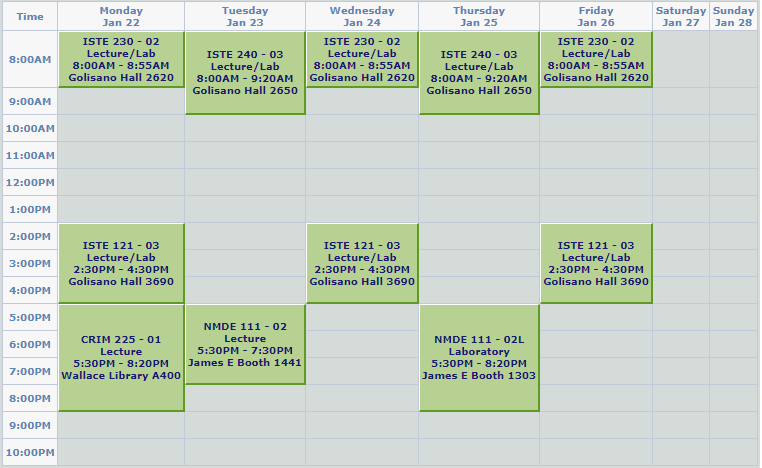 Time
Monday
Jan 22
Tuesday
Jan 23
Wednesday
Jan 24
Thursday
Jan 25
Friday
Jan 26
Saturday
Jan 27
Sunday
Jan 28
8:00AM
ISTE 230 - 02
Lecture/Lab
8:00AM - 8:55AM
Golisano Hall 2620
ISTE 240 - 03
Lecture/Lab
8:00AM - 9:20AM
Golisano Hall 2650
ISTE 230 - 02
Lecture/Lab
8:00AM - 8:55AM
Golisano Hall 2620
ISTE 240 - 03
Lecture/Lab
8:00AM - 9:20AM
Golisano Hall 2650
ISTE 230 - 02
Lecture/Lab
8:00AM - 8:55AM
Golisano Hall 2620
9:00AM
10:00AM
11:00AM
12:00PM
1:00PM
2:00PM
ISTE 121 - 03
Lecture/Lab
2:30PM - 4:30PM
Golisano Hall 3690
ISTE 121 - 03
Lecture/Lab
2:30PM - 4:30PM
Golisano Hall 3690
ISTE 121 - 03
Lecture/Lab
2:30PM - 4:30PM
Golisano Hall 3690
3:00PM
4:00PM
5:00PM
CRIM 225 - 01
Lecture
5:30PM - 8:20PM
Wallace Library A400
NMDE 111 - 02
Lecture
5:30PM - 7:30PM
James E Booth 1441
NMDE 111 - 02L
Laboratory
5:30PM - 8:20PM
James E Booth 1303
6:00PM
7:00PM
8:00PM
9:00PM
10:00PM